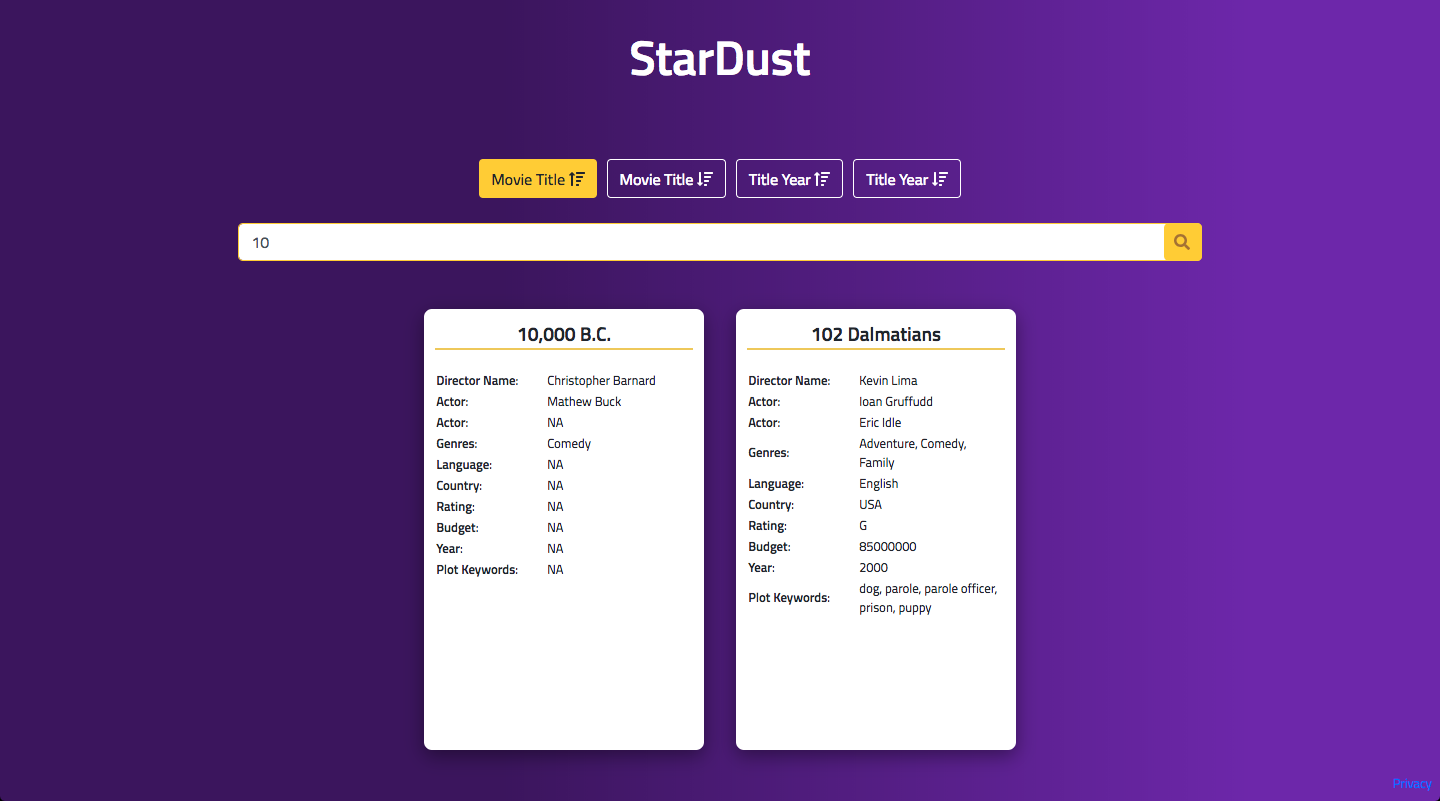 StarDust
Movie Title
Movie Title
Title Year
Title Year
10
10,000 B.C.
Director Name: Christopher Barnard
Actor: Mathew Buck
Actor: NA
Genres: Comedy
Language: NA
Country: NA
Rating: NA
Budget: NA
Year: NA
Plot Keywords: NA
102 Dalmatians
Director Name: Kevin Lima
Actor: Ioan Gruffudd
Actor: Eric Idle
Genres: Adventure, Comedy,
Family
Language: English
Country: USA
Rating: G
Budget: 85000000
Year: 2000
Plot Keywords: dog, parole, parole officer,
prison, puppy
Privacy